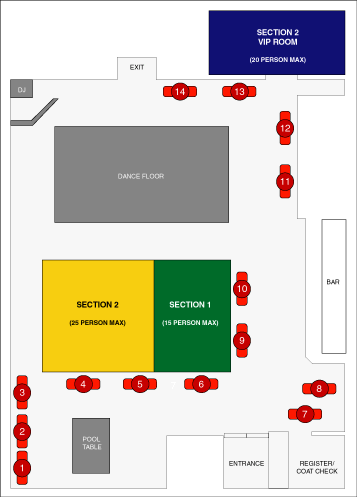 SECTION 2
VIP ROOM
(20 PERSON MAX)
EXIT
DJ
14
13
12
DANCE FLOOR
11
BAR
10
SECTION 2
(25 PERSON MAX)
SECTION 1
(15 PERSON MAX)
9
4
5
6
8
3
7
2
POOL
TABLE
1
ENTRANCE
REGISTER/
COAT CHECK